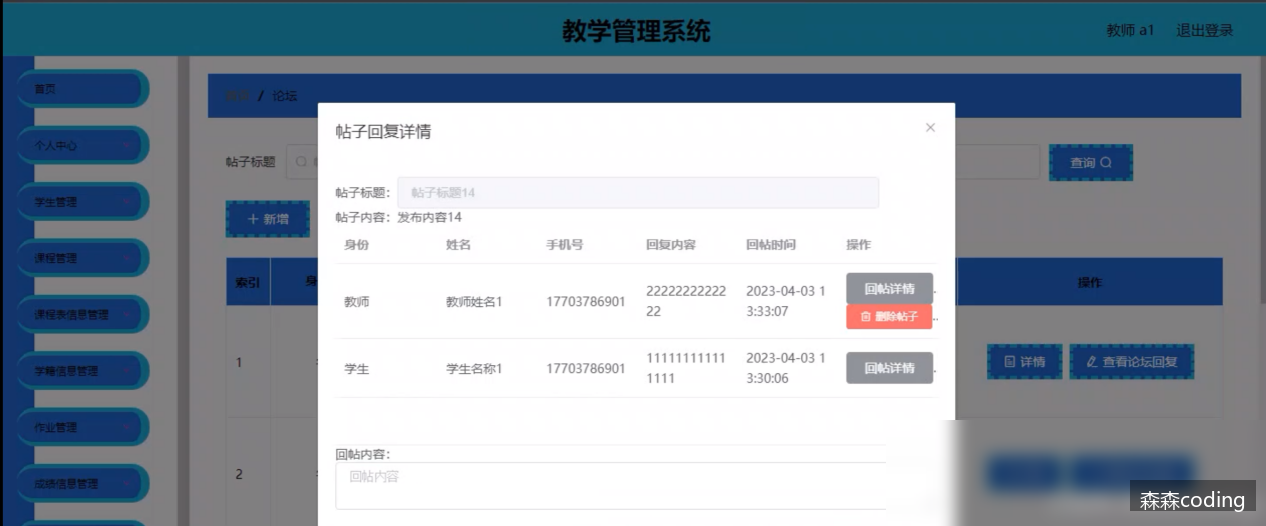 教学管理系统
教师 a1 退出登录
首页
个人中心
学生管理
课程管理
课程表信息管理
学籍信息管理
作业管理
成绩信息管理
/ 论坛
帖子标题
查询
+ 新增
索引
操作
1
详情 查看论坛回复
2
帖子回复详情
帖子标题: 帖子标题14
帖子内容: 发布内容14
身份 姓名 手机号 回复内容 回帖时间 操作
教师 教师姓名1 17703786901
22222222222
22
2023-04-03 1
3:33:07
回帖详情
删除帖子
学生 学生名称1 17703786901
11111111111
1111
2023-04-03 1
3:30:06
回帖详情
回帖内容:
回帖内容
森森coding